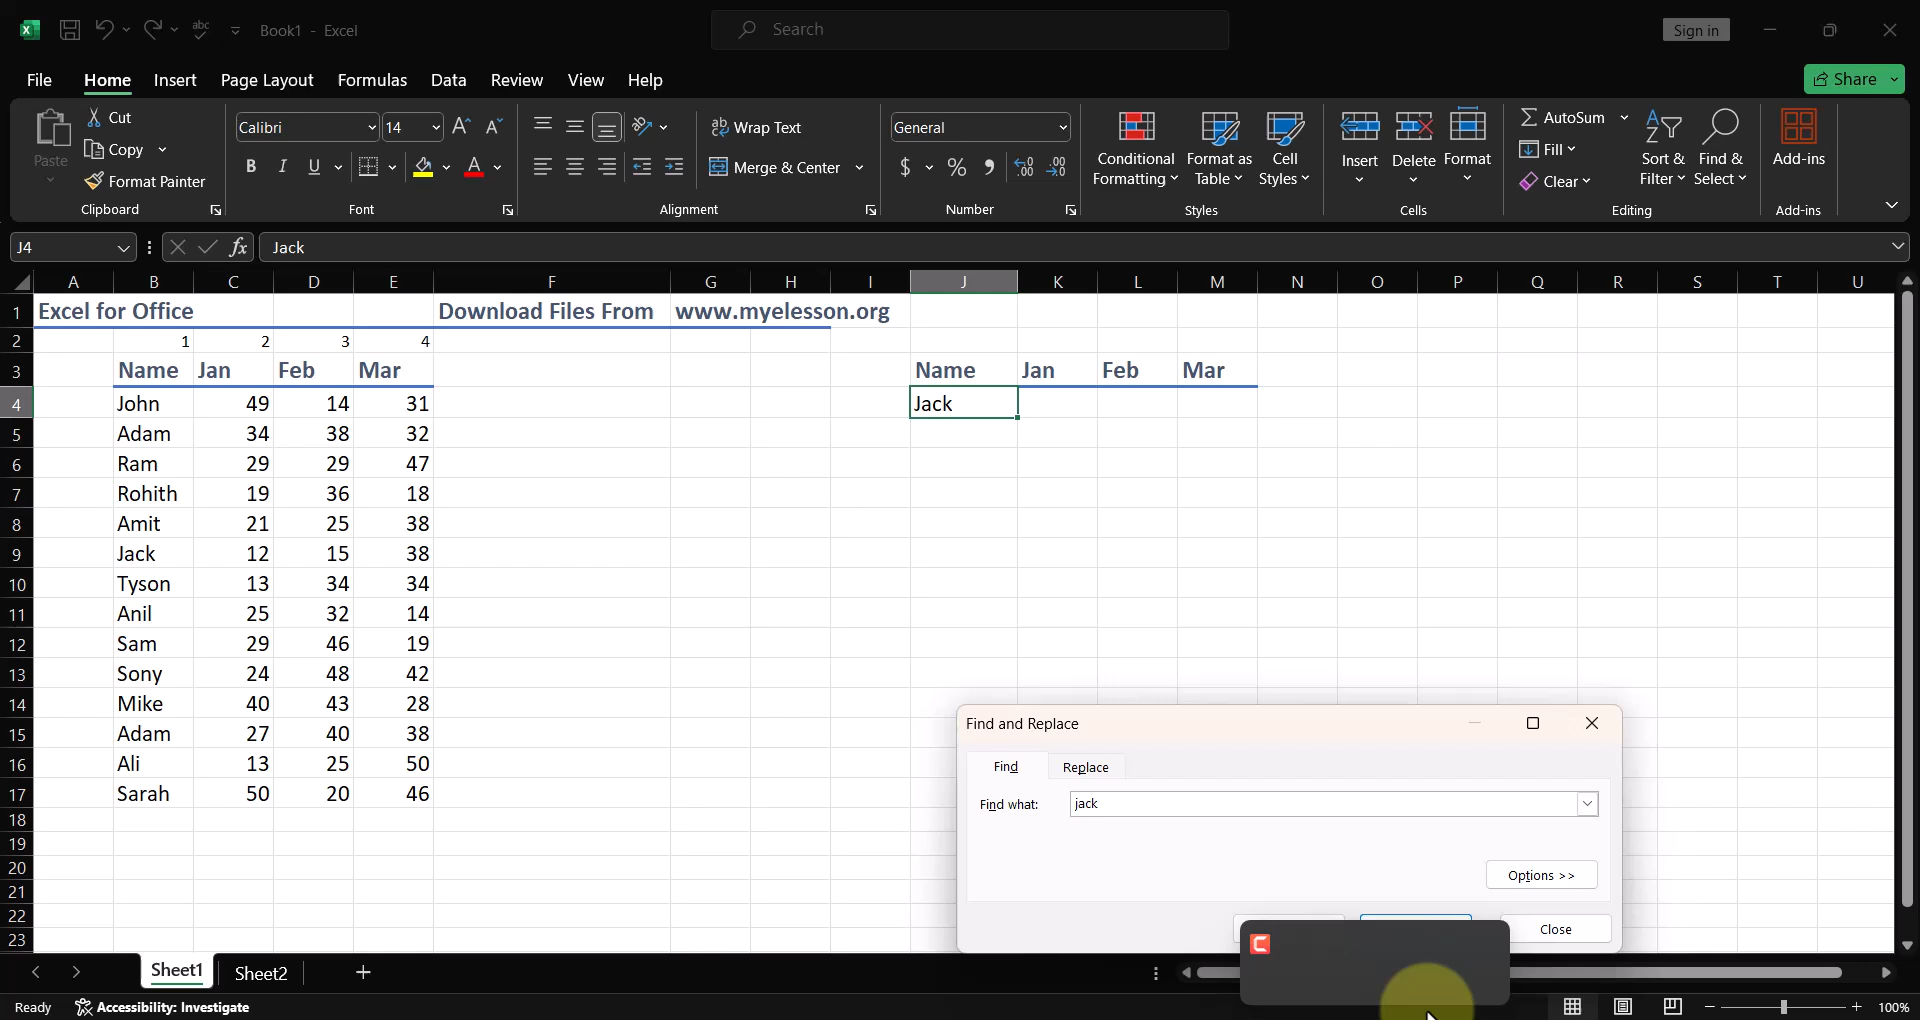 Book1 - Excel
Search
Sign in
File Home Insert Page Layout Formulas Data Review View Help
Share
Paste
Cut
Copy
Format Painter
Clipboard
Calibri 14
B I U
Font
Wrap Text
Merge & Center
Alignment
General
$ % ,
Number
Conditional Formatting
Format as Table
Cell Styles
Styles
Insert
Delete
Format
Cells
AutoSum
Fill
Clear
Sort & Filter
Find & Select
Editing
Add-ins
Add-ins
J4 fx Jack
A B C D E F G H I J K L M N O P Q R S T U
1 Excel for Office Download Files From www.myelesson.org
2 1 2 3 4
3 Name Jan Feb Mar Name Jan Feb Mar
4 John 49 14 31 Jack
5 Adam 34 38 32
6 Ram 29 29 47
7 Rohith 19 36 18
8 Amit 21 25 38
9 Jack 12 15 38
10 Tyson 13 34 34
11 Anil 25 32 14
12 Sam 29 46 19
13 Sony 24 48 42
14 Mike 40 43 28
15 Adam 27 40 38
16 Ali 13 25 50
17 Sarah 50 20 46
18
19
20
21
22
23
Find and Replace
Find Replace
Find what: jack
Options >>
Close
Sheet1 Sheet2
Ready Accessibility: Investigate
100%